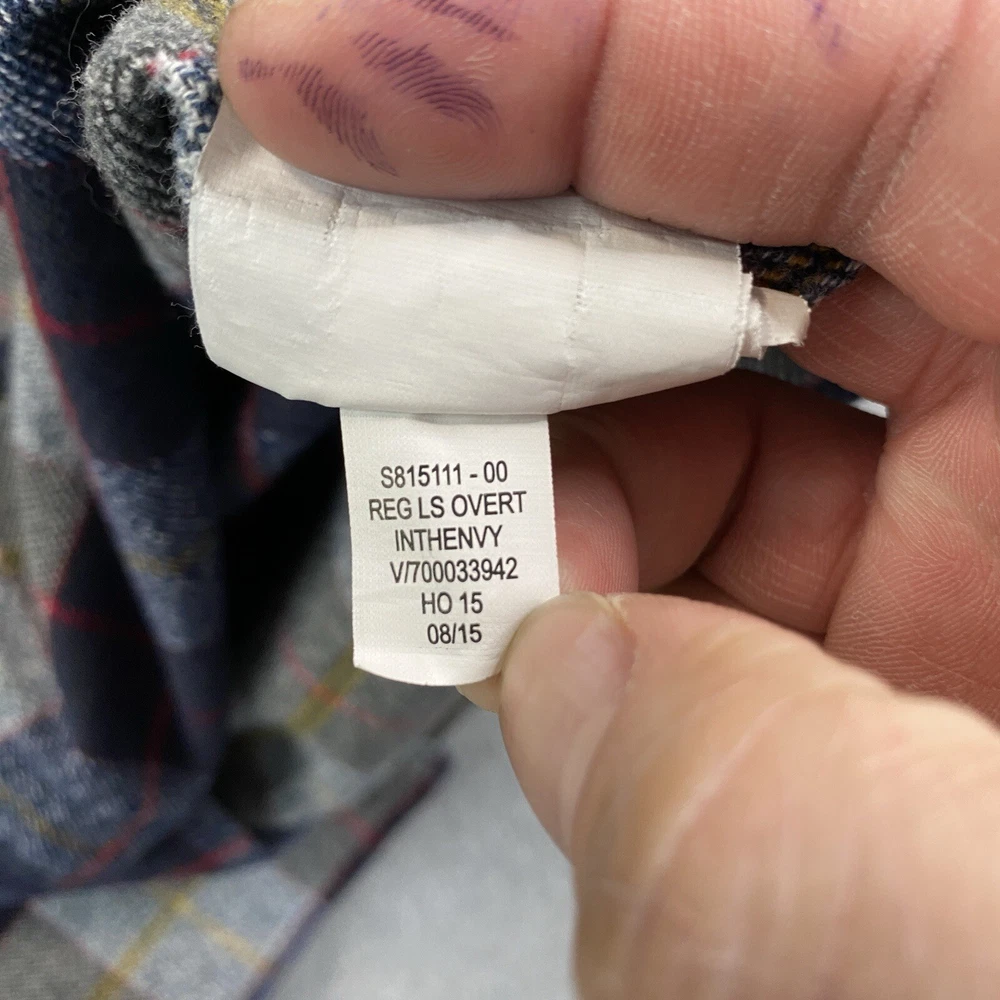 S815111 - 00
REG LS OVERT
INTHENVY
V/700033942
HO 15
08/15